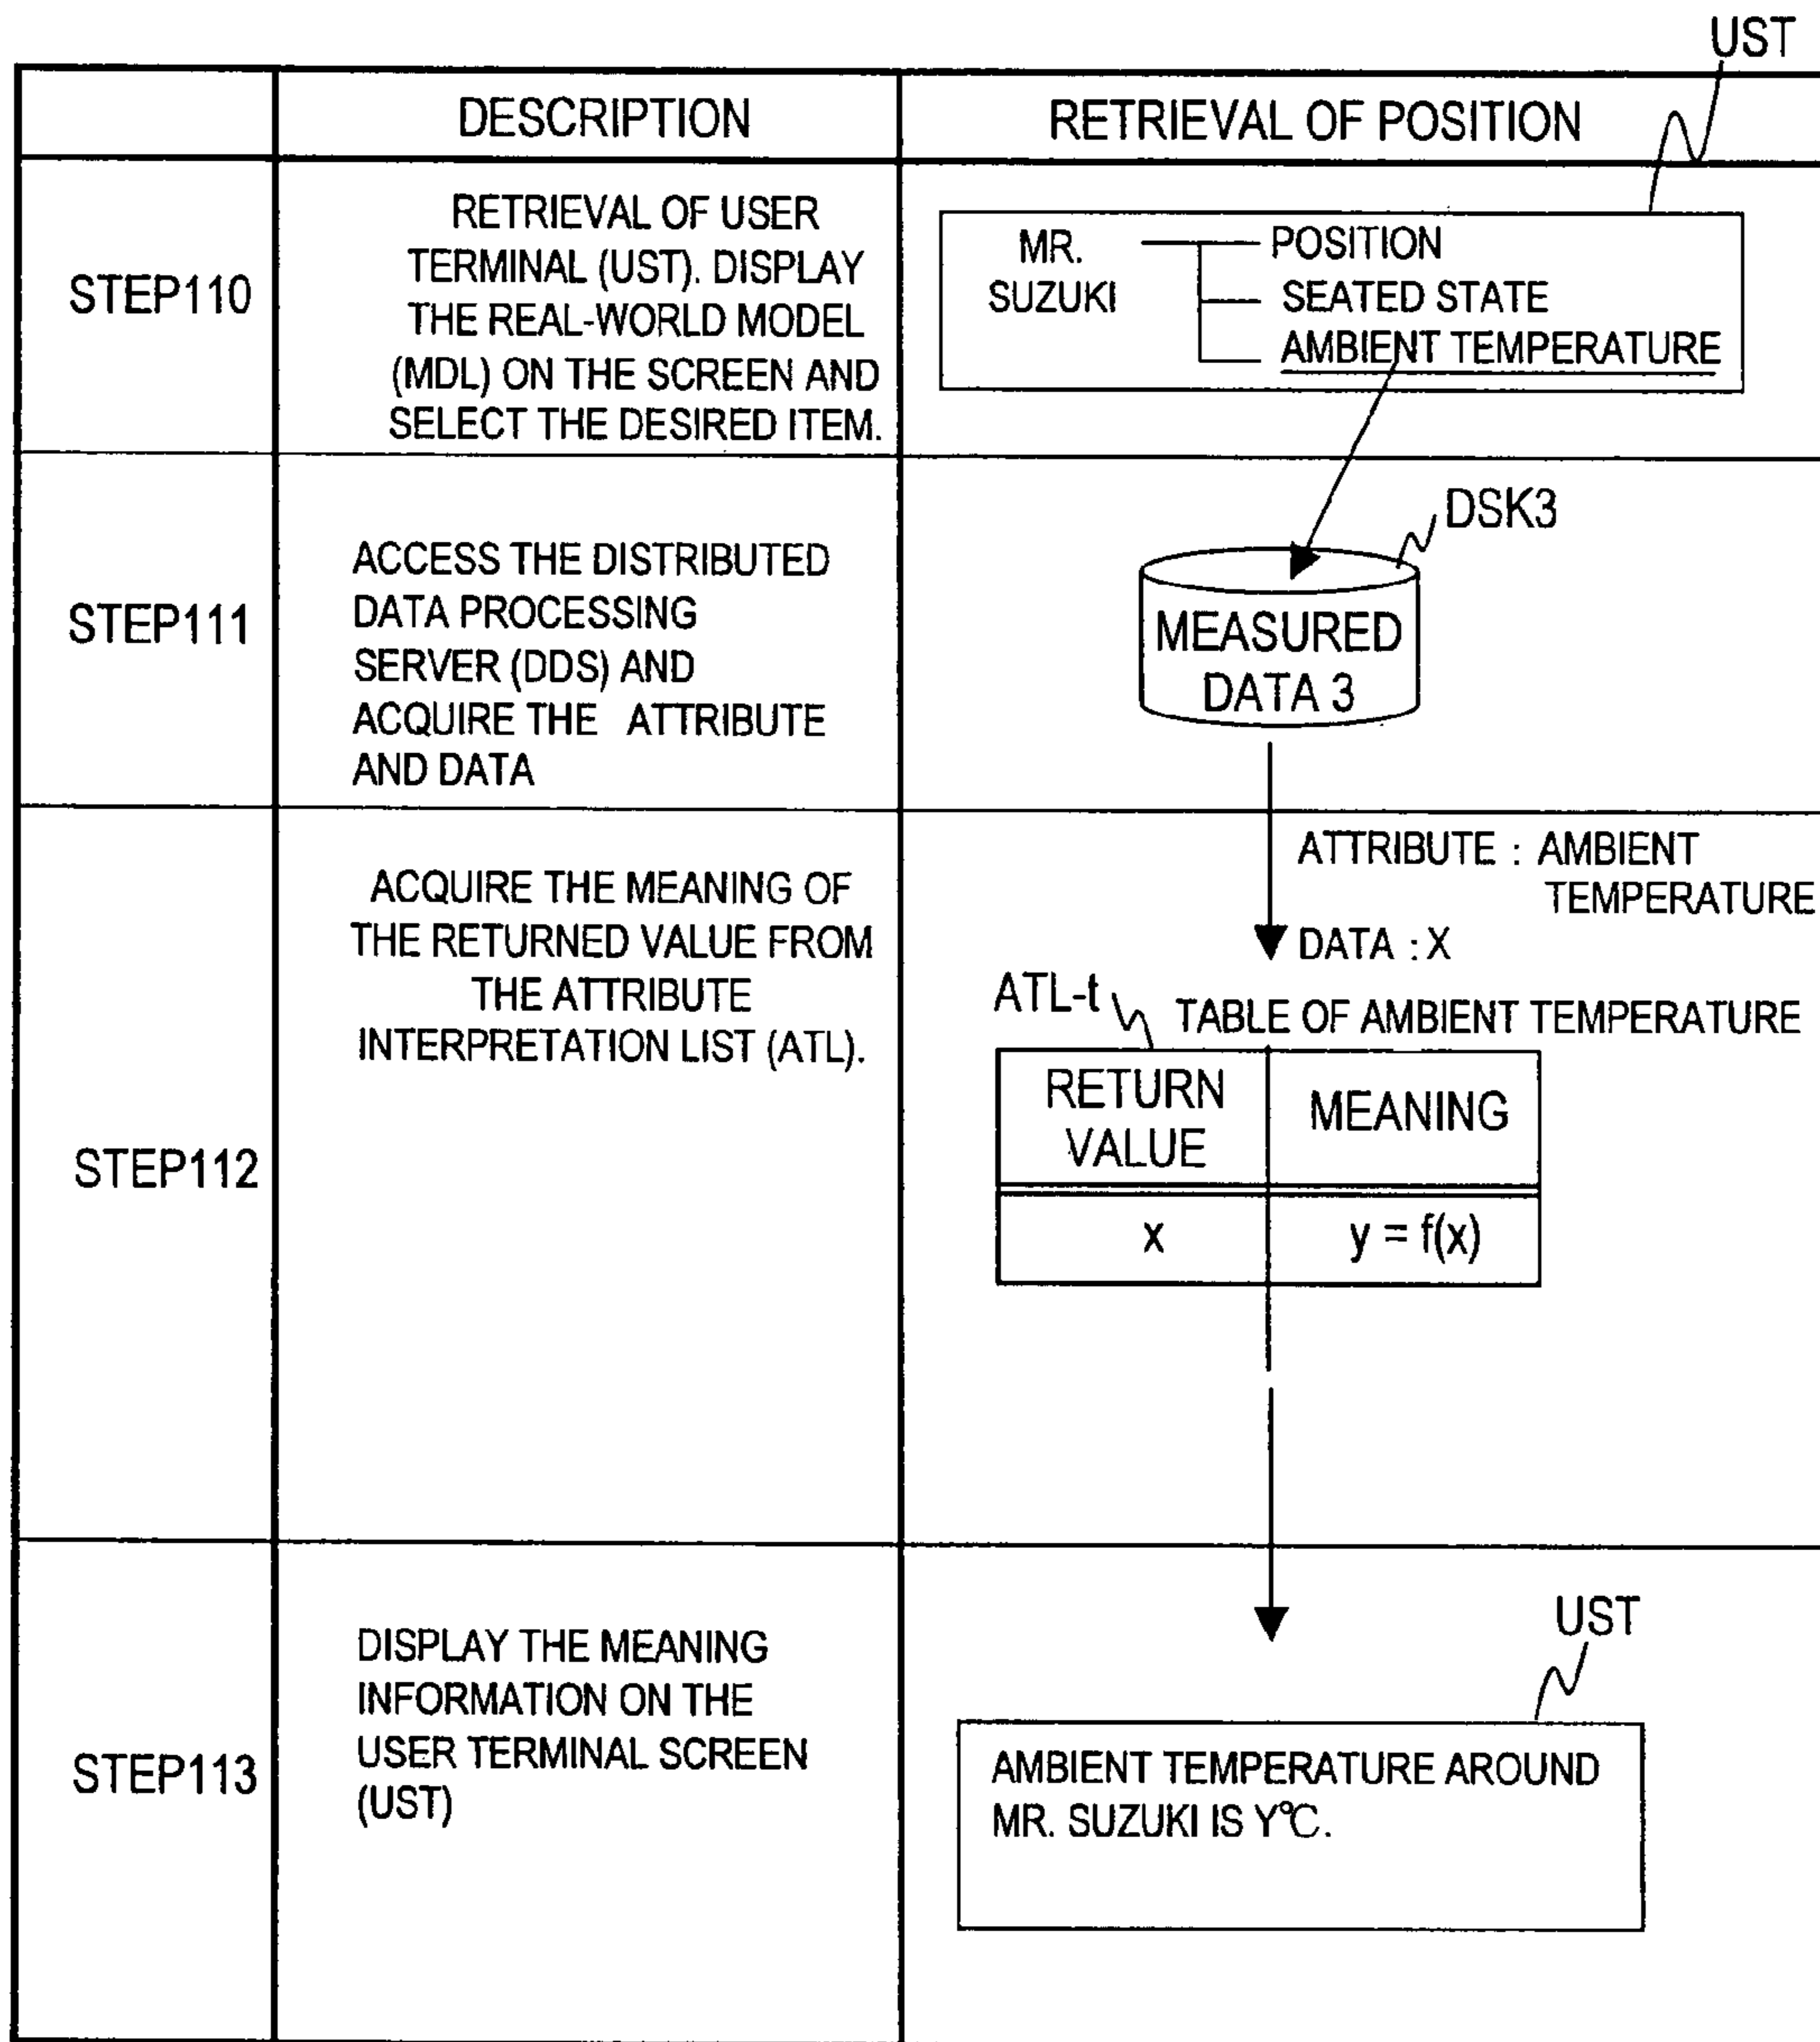 UST
DESCRIPTION
RETRIEVAL OF POSITION
STEP110
RETRIEVAL OF USER
TERMINAL (UST). DISPLAY
THE REAL-WORLD MODEL
(MDL) ON THE SCREEN AND
SELECT THE DESIRED ITEM.
MR.
SUZUKI
POSITION
SEATED STATE
AMBIENT TEMPERATURE
STEP111
ACCESS THE DISTRIBUTED
DATA PROCESSING
SERVER (DDS) AND
ACQUIRE THE ATTRIBUTE
AND DATA
DSK3
MEASURED
DATA 3
STEP112
ACQUIRE THE MEANING OF
THE RETURNED VALUE FROM
THE ATTRIBUTE
INTERPRETATION LIST (ATL).
ATTRIBUTE : AMBIENT
TEMPERATURE
DATA : X
ATL-t
TABLE OF AMBIENT TEMPERATURE
RETURN
VALUE
MEANING
x
y = f(x)
STEP113
DISPLAY THE MEANING
INFORMATION ON THE
USER TERMINAL SCREEN
(UST)
UST
AMBIENT TEMPERATURE AROUND
MR. SUZUKI IS Y℃.